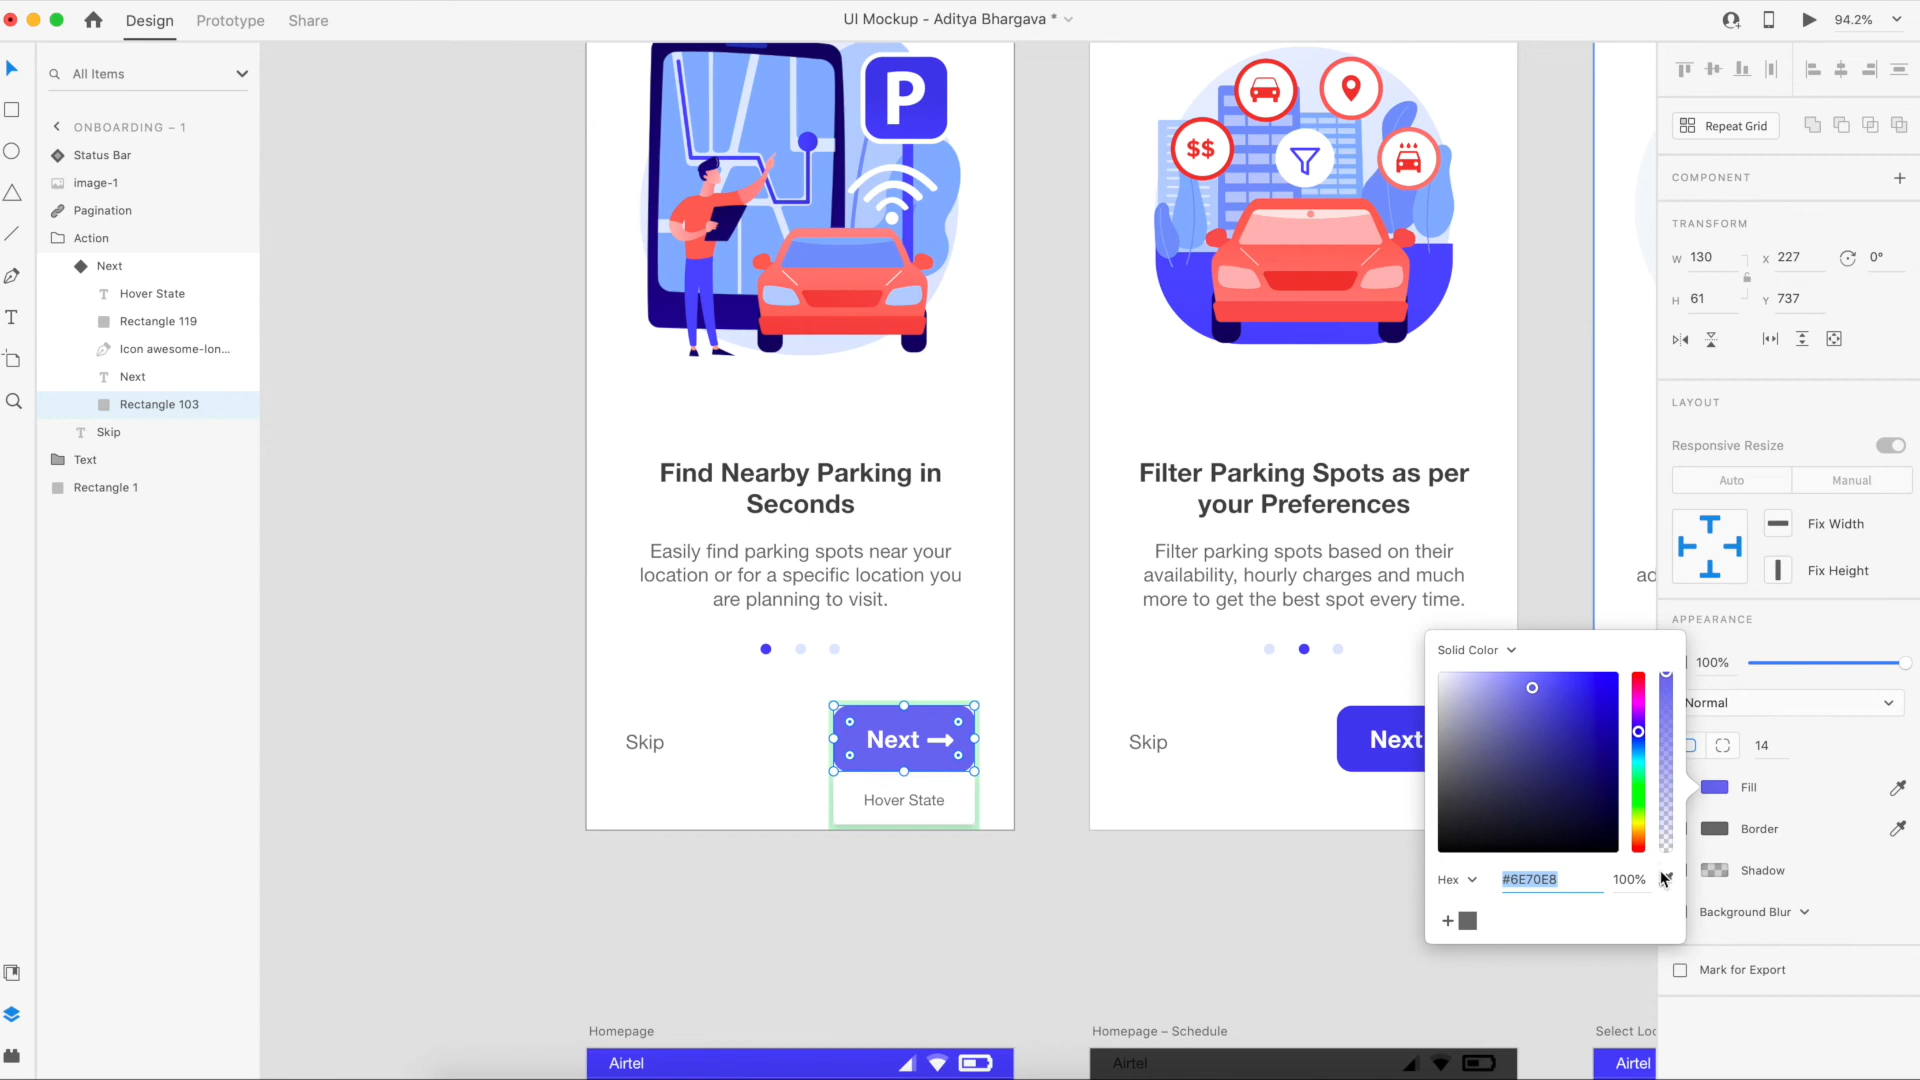 Design
Prototype
Share
UI Mockup - Aditya Bhargava *
94.2%
All Items
ONBOARDING – 1
Status Bar
image-1
Pagination
Action
Next
Hover State
Rectangle 119
Icon awesome-lon...
Next
Rectangle 103
Skip
Text
Rectangle 1
P
Find Nearby Parking in
Seconds
Easily find parking spots near your
location or for a specific location you
are planning to visit.
Skip
Next
Hover State
$$
Filter Parking Spots as per
your Preferences
Filter parking spots based on their
availability, hourly charges and much
more to get the best spot every time.
Skip
Next
Solid Color
Hex
#6E70E8
100%
Homepage
Airtel
Homepage – Schedule
Airtel
Airtel
Repeat Grid
COMPONENT
TRANSFORM
W 130
X 227
0°
H 61
Y 737
LAYOUT
Responsive Resize
Auto
Manual
Fix Width
Fix Height
APPEARANCE
100%
Normal
14
Fill
Border
Shadow
Background Blur
Mark for Export